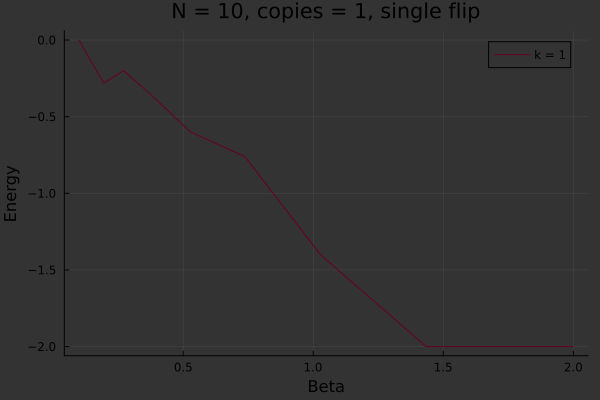 N = 10, copies = 1, single flip
k = 1
0.0
−0.5
−1.0
−1.5
−2.0
Energy
0.5 1.0 1.5 2.0
Beta